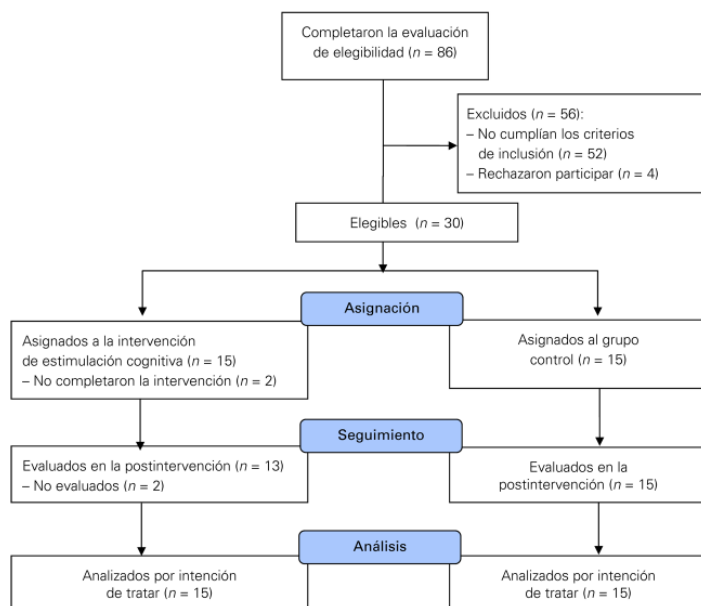 Completaron la evaluación
de elegibilidad (n = 86)
Excluidos (n = 56):
– No cumplían los criterios
de inclusión (n = 52)
– Rechazaron participar (n = 4)
Elegibles (n = 30)
Asignación
Asignados a la intervención
de estimulación cognitiva (n = 15)
– No completaron la intervención (n = 2)
Asignados al grupo
control (n = 15)
Seguimiento
Evaluados en la postintervención (n = 13)
– No evaluados (n = 2)
Evaluados en la
postintervención (n = 15)
Análisis
Analizados por intención
de tratar (n = 15)
Analizados por intención
de tratar (n = 15)